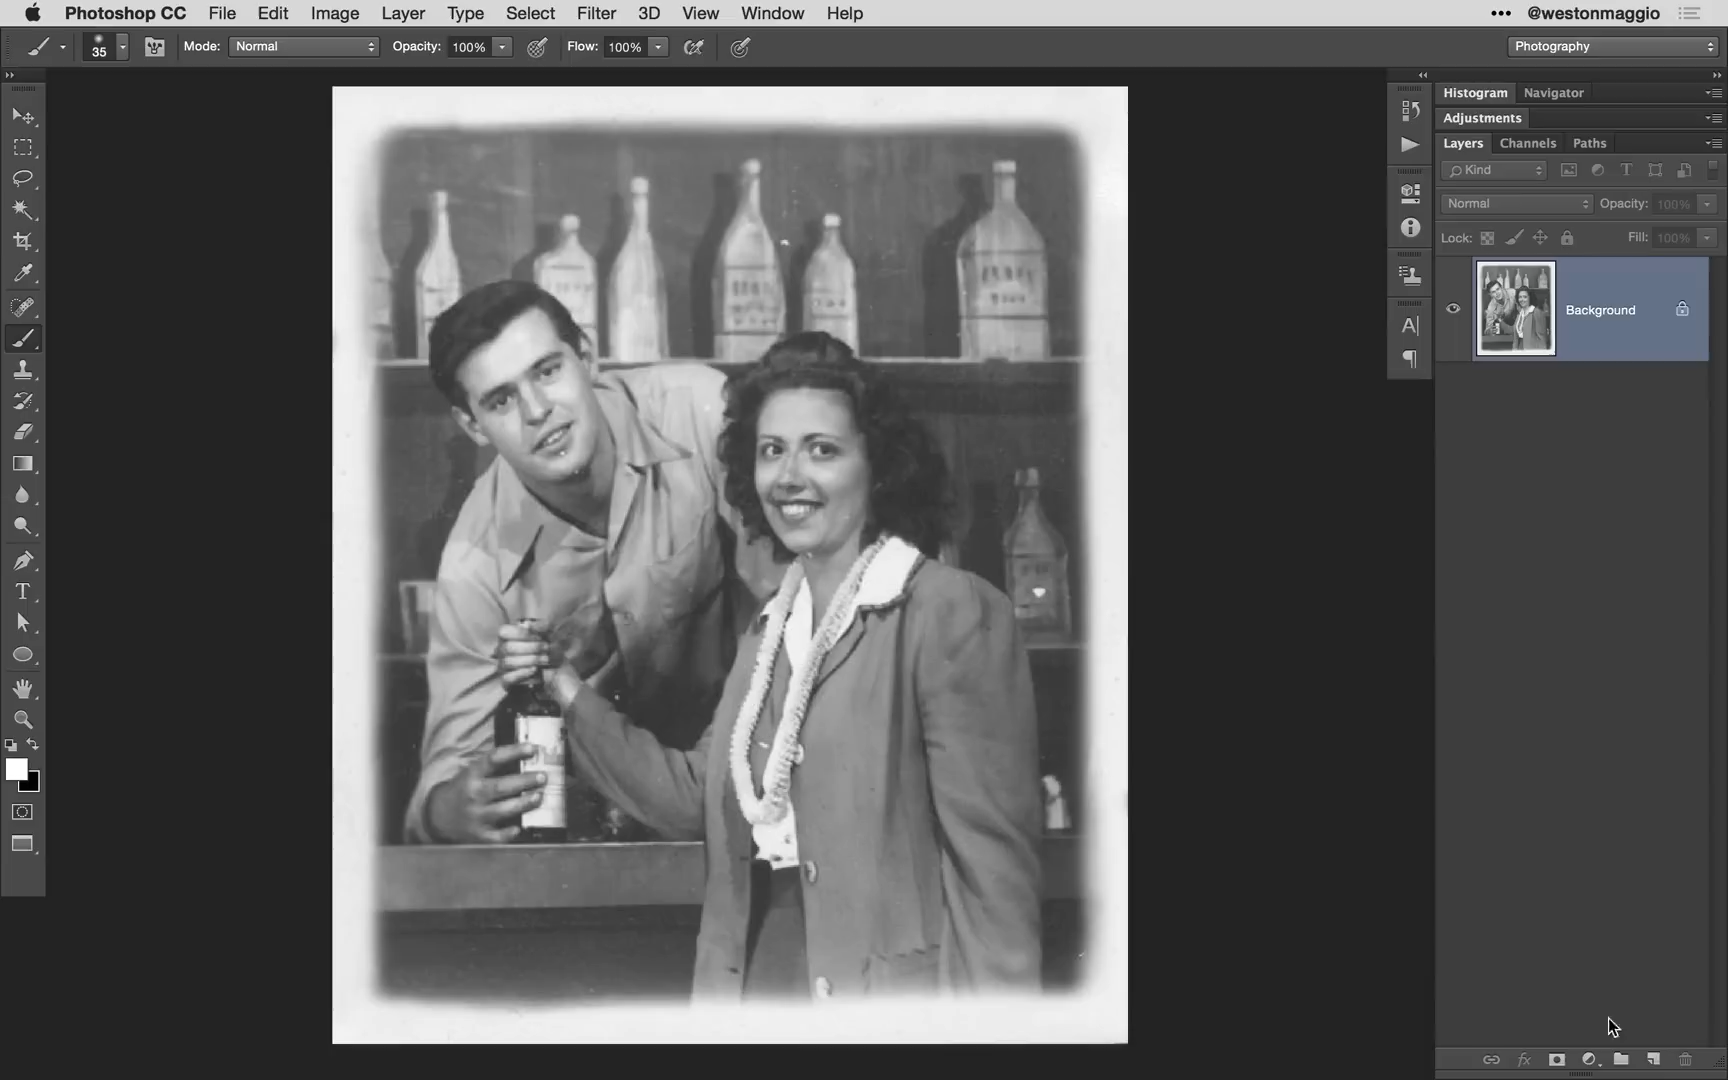 Photoshop CC File Edit Image Layer Type Select Filter 3D View Window Help @westonmaggio
35 Mode: Normal Opacity: 100% Flow: 100% Photography
Histogram Navigator
Adjustments
Layers Channels Paths
Kind
Normal Opacity: 100%
Lock: Fill: 100%
Background